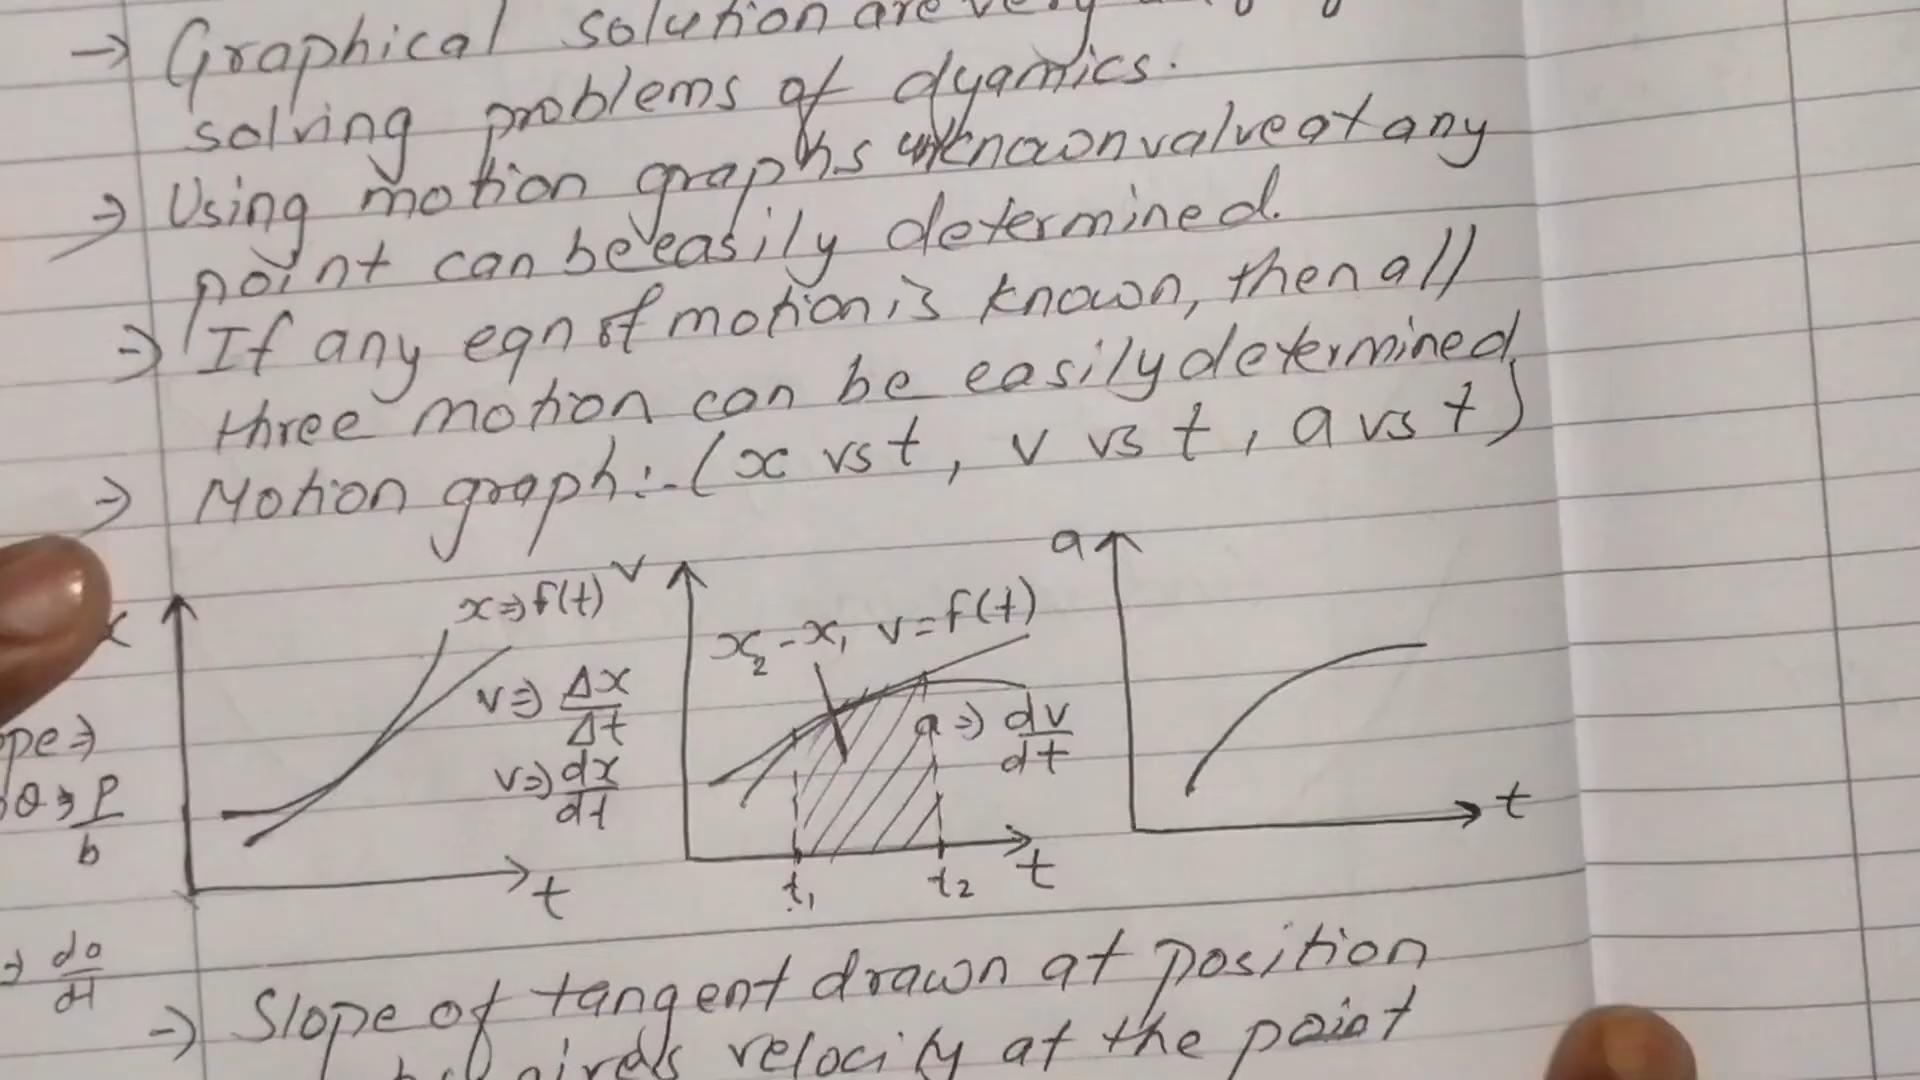 → Graphical solution are very
solving problems of dyamics.
⇒ Using motion graphs unknown value at any
point can be easily determined.
⇒ If any eqn of motion is known, then all
three motion can be easily determined.
⇒ Motion graph:- (x vs t, v vs t, a vs t)
x
x⇒f(t)
v⇒ Δx/Δt
v⇒ dx/dt
t
v
x₂-x₁
v=f(t)
a⇒ dv/dt
t₁
t₂
t
a
t
θ⇒ P/b
⇒ Slope of tangent drawn at position
velocity at the point